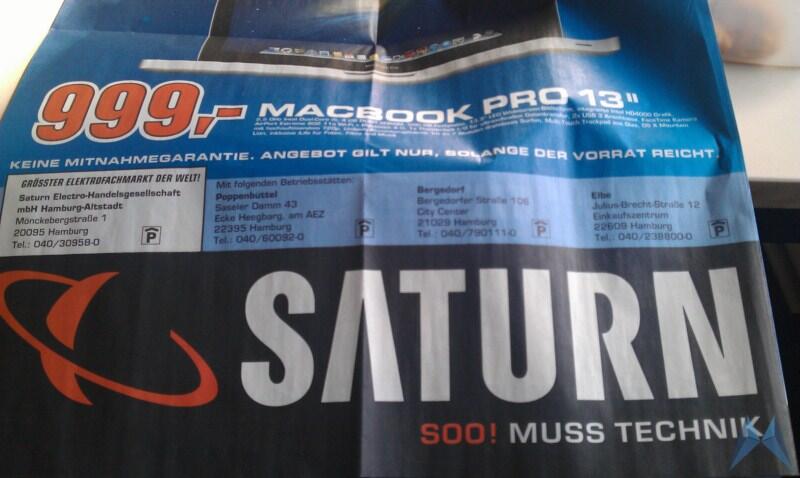 999,-
MACBOOK PRO 13"
KEINE MITNAHMEGARANTIE. ANGEBOT GILT NUR, SOLANGE DER VORRAT REICHT.
GRÖSSTER ELEKTROFACHMARKT DER WELT!
Saturn Electro-Handelsgesellschaft
mbH Hamburg-Altstadt
Mönckebergstraße 1
20095 Hamburg
Tel.: 040/30958-0
P
Mit folgenden Betriebsstätten:
Poppenbüttel
Saseler Damm 43
Ecke Heegbarg, am AEZ
22395 Hamburg
Tel.: 040/60092-0
P
Bergedorf
Bergedorfer Straße 105
City Center
21029 Hamburg
Tel.: 040/790111-0
P
Elbe
Julius-Brecht-Straße 12
Einkaufszentrum
22609 Hamburg
Tel.: 040/238800-0
P
SATURN
SOO! MUSS TECHNIK